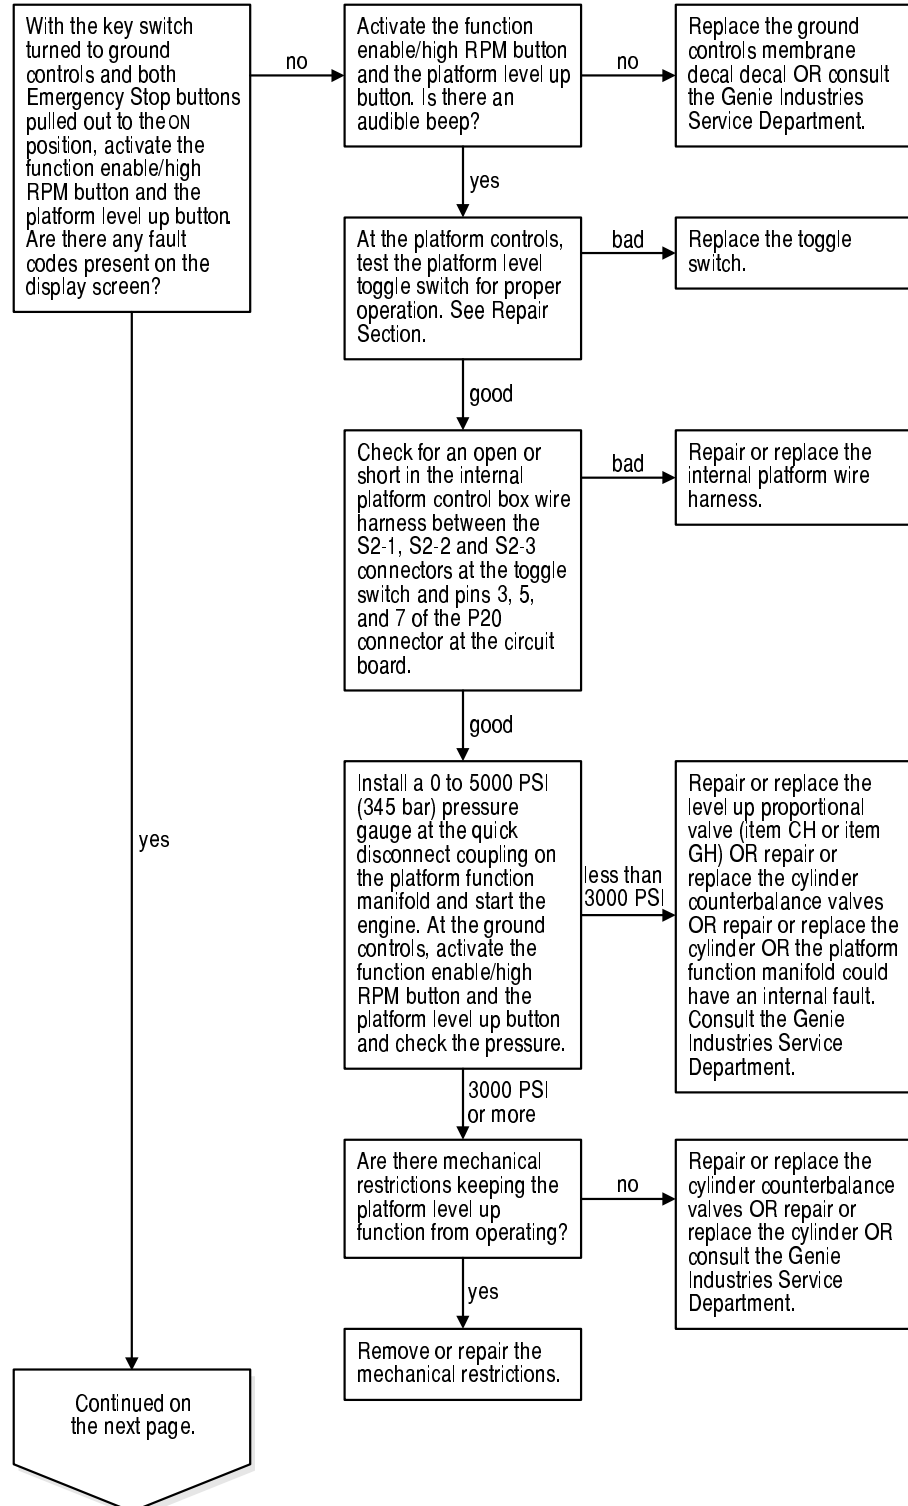 With the key switch
turned to ground
controls and both
Emergency Stop buttons
pulled out to the ON
position, activate the
function enable/high
RPM button and the
platform level up button.
Are there any fault
codes present on the
display screen?
no
Activate the function
enable/high RPM button
and the platform level up
button. Is there an
audible beep?
no
Replace the ground
controls membrane
decal decal OR consult
the Genie Industries
Service Department.
yes
At the platform controls,
test the platform level
toggle switch for proper
operation. See Repair
Section.
bad
Replace the toggle
switch.
good
Check for an open or
short in the internal
platform control box wire
harness between the
S2-1, S2-2 and S2-3
connectors at the toggle
switch and pins 3, 5,
and 7 of the P20
connector at the circuit
board.
bad
Repair or replace the
internal platform wire
harness.
good
Install a 0 to 5000 PSI
(345 bar) pressure
gauge at the quick
disconnect coupling on
the platform function
manifold and start the
engine. At the ground
controls, activate the
function enable/high
RPM button and the
platform level up button
and check the pressure.
less than
3000 PSI
Repair or replace the
level up proportional
valve (item CH or item
GH) OR repair or
replace the cylinder
counterbalance valves
OR repair or replace the
cylinder OR the platform
function manifold could
have an internal fault.
Consult the Genie
Industries Service
Department.
yes
3000 PSI
or more
Are there mechanical
restrictions keeping the
platform level up
function from operating?
no
Repair or replace the
cylinder counterbalance
valves OR repair or
replace the cylinder OR
consult the Genie
Industries Service
Department.
yes
Remove or repair the
mechanical restrictions.
Continued on
the next page.